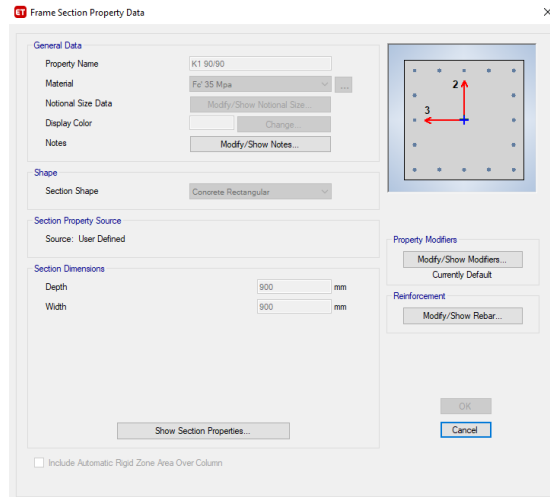 ET Frame Section Property Data
General Data
Property Name K1 90/90
Material Fc' 35 Mpa ...
Notional Size Data Modify/Show Notional Size...
Display Color Change...
Notes Modify/Show Notes...
Shape
Section Shape Concrete Rectangular
Section Property Source
Source: User Defined
Section Dimensions
Depth 900 mm
Width 900 mm
Show Section Properties...
Include Automatic Rigid Zone Area Over Column
2
3
Property Modifiers
Modify/Show Modifiers...
Currently Default
Reinforcement
Modify/Show Rebar...
OK
Cancel